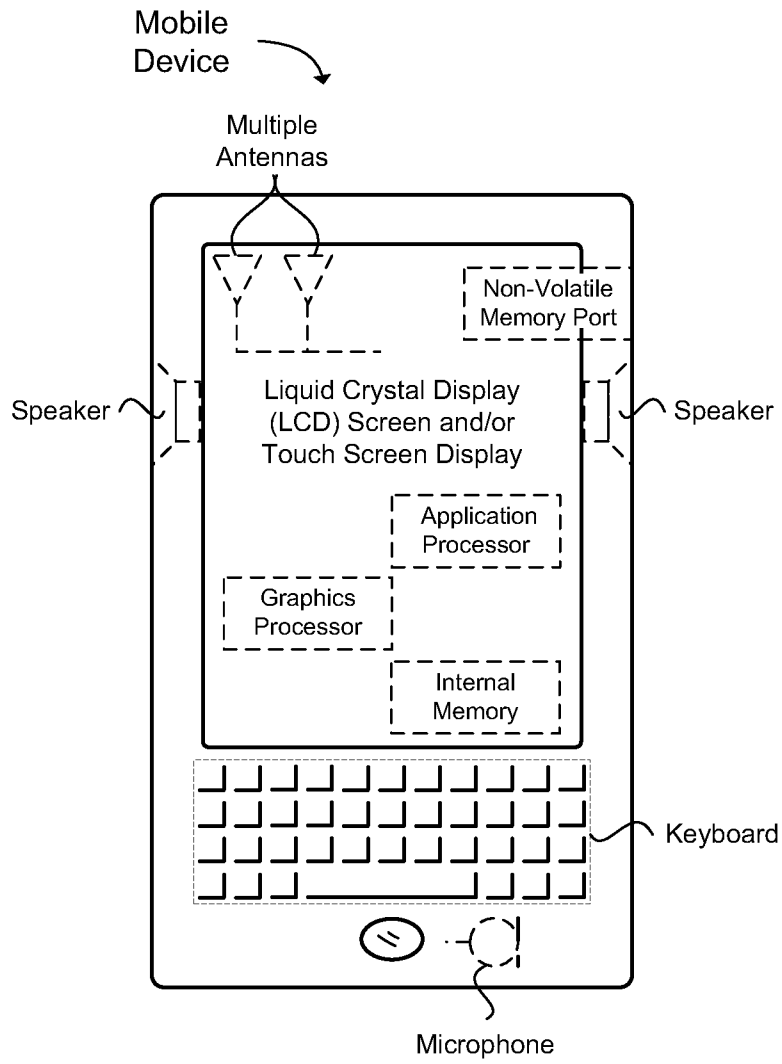 Mobile
Device
Multiple
Antennas
Non-Volatile
Memory Port
Liquid Crystal Display
(LCD) Screen and/or
Touch Screen Display
Speaker
Speaker
Application
Processor
Graphics
Processor
Internal
Memory
Keyboard
Microphone